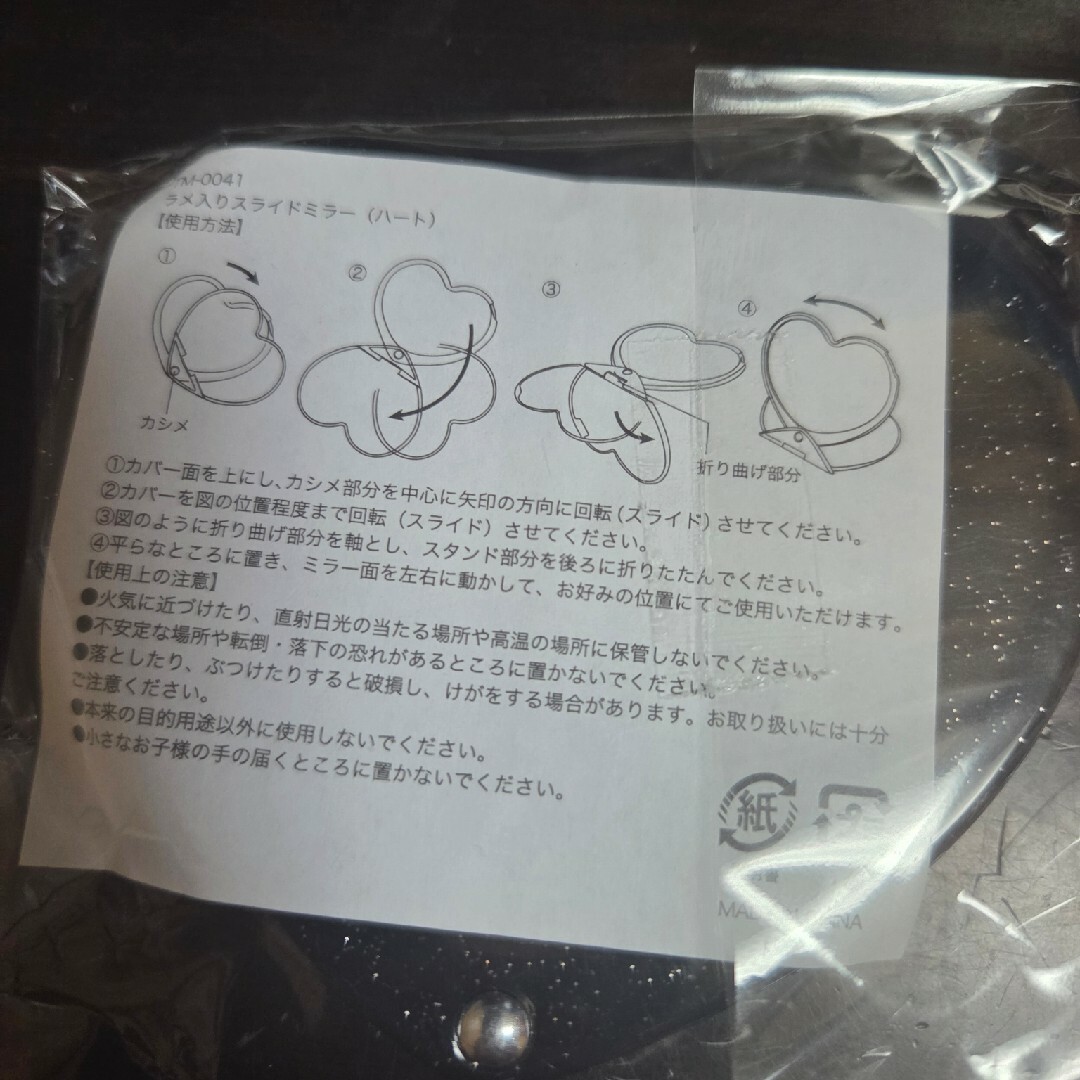 M-0041
ラメ入りスライドミラー(ハート)
【使用方法】
①
②
③
④
カシメ
折り曲げ部分
①カバー面を上にし、カシメ部分を中心に矢印の方向に回転(スライド)させてください。
②カバーを図の位置程度まで回転(スライド)させてください。
③図のように折り曲げ部分を軸とし、スタンド部分を後ろに折りたたんでください。
④平らなところに置き、ミラー面を左右に動かして、お好みの位置にてご使用いただけます。
【使用上の注意】
●火気に近づけたり、直射日光の当たる場所や高温の場所に保管しないでください。
●不安定な場所や転倒・落下の恐れがあるところに置かないでください。
●落としたり、ぶつけたりすると破損し、けがをする場合があります。お取り扱いには十分
ご注意ください。
●本来の目的用途以外に使用しないでください。
●小さなお子様の手の届くところに置かないでください。
紙